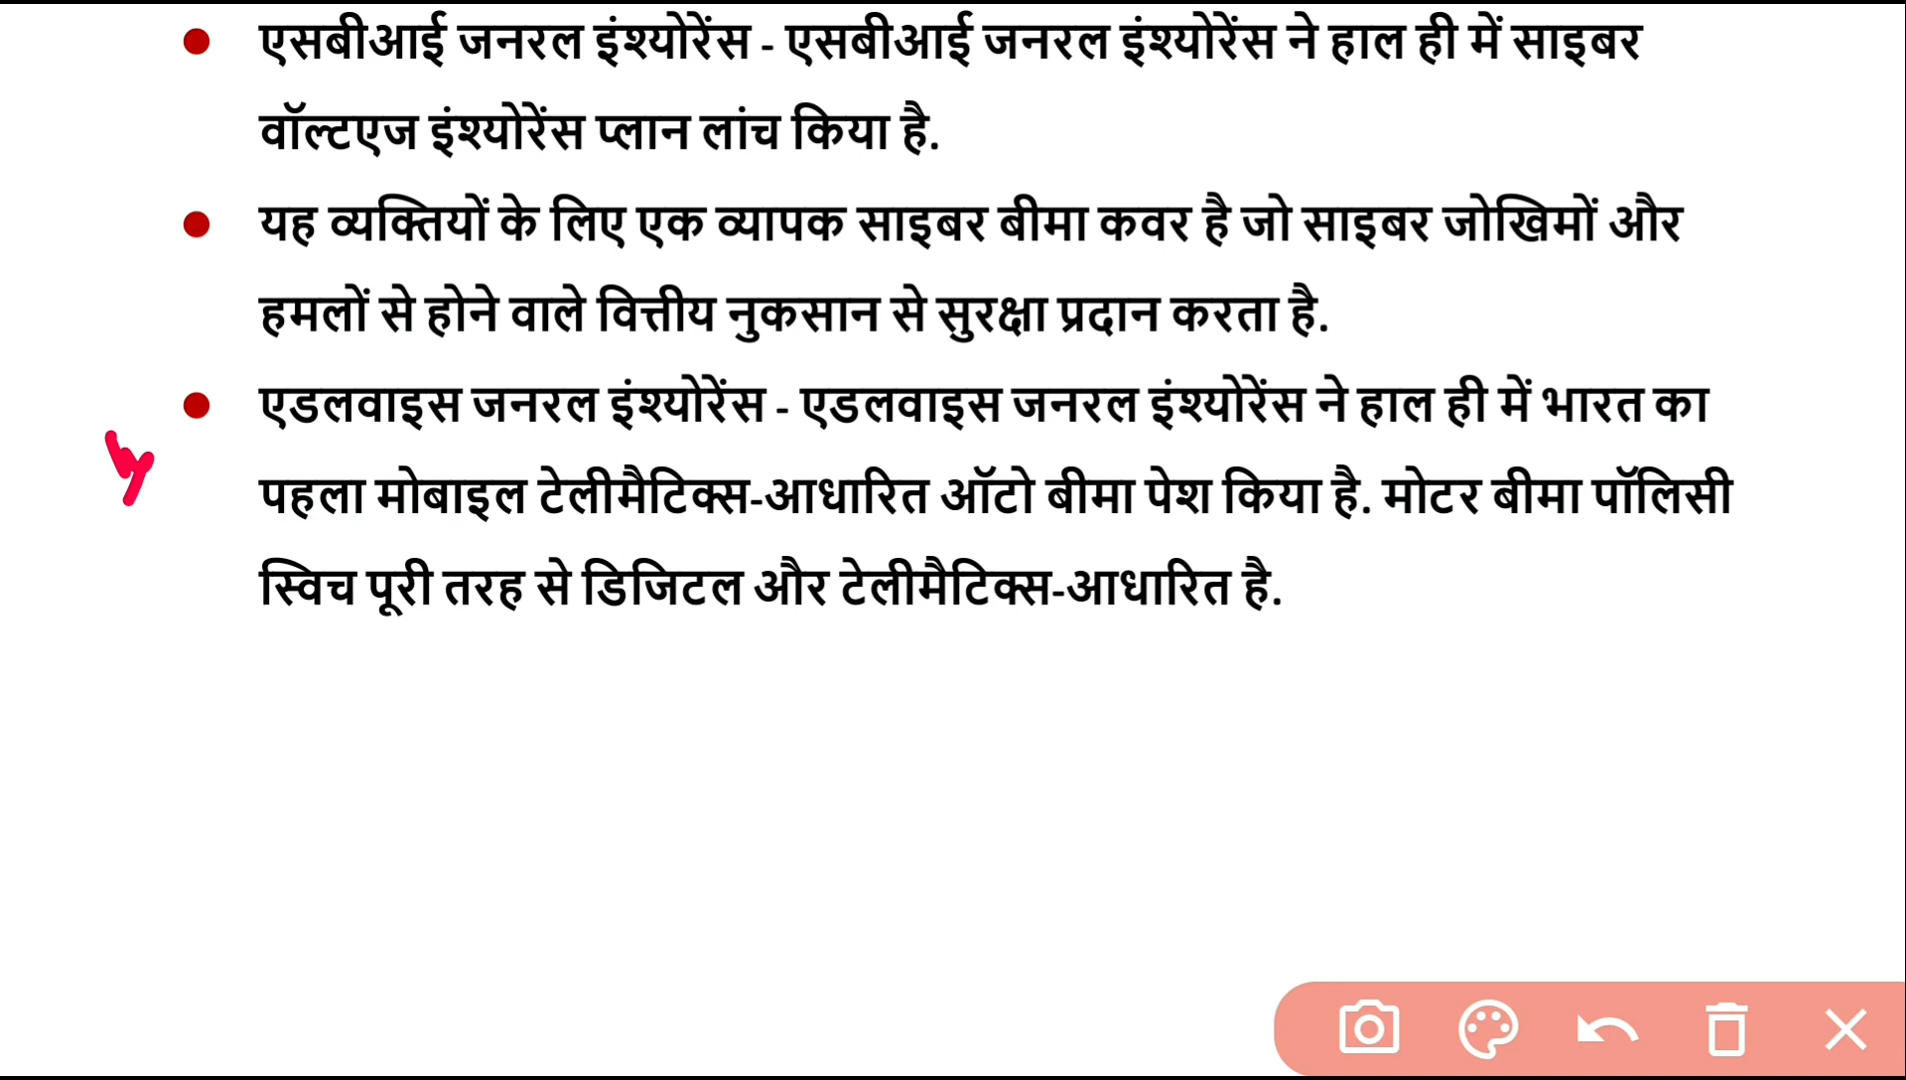 एसबीआई जनरल इंश्योरेंस - एसबीआई जनरल इंश्योरेंस ने हाल ही में साइबर
वॉल्टएज इंश्योरेंस प्लान लांच किया है.
यह व्यक्तियों के लिए एक व्यापक साइबर बीमा कवर है जो साइबर जोखिमों और
हमलों से होने वाले वित्तीय नुकसान से सुरक्षा प्रदान करता है.
एडलवाइस जनरल इंश्योरेंस - एडलवाइस जनरल इंश्योरेंस ने हाल ही में भारत का
पहला मोबाइल टेलीमैटिक्स-आधारित ऑटो बीमा पेश किया है. मोटर बीमा पॉलिसी
स्विच पूरी तरह से डिजिटल और टेलीमैटिक्स-आधारित है.